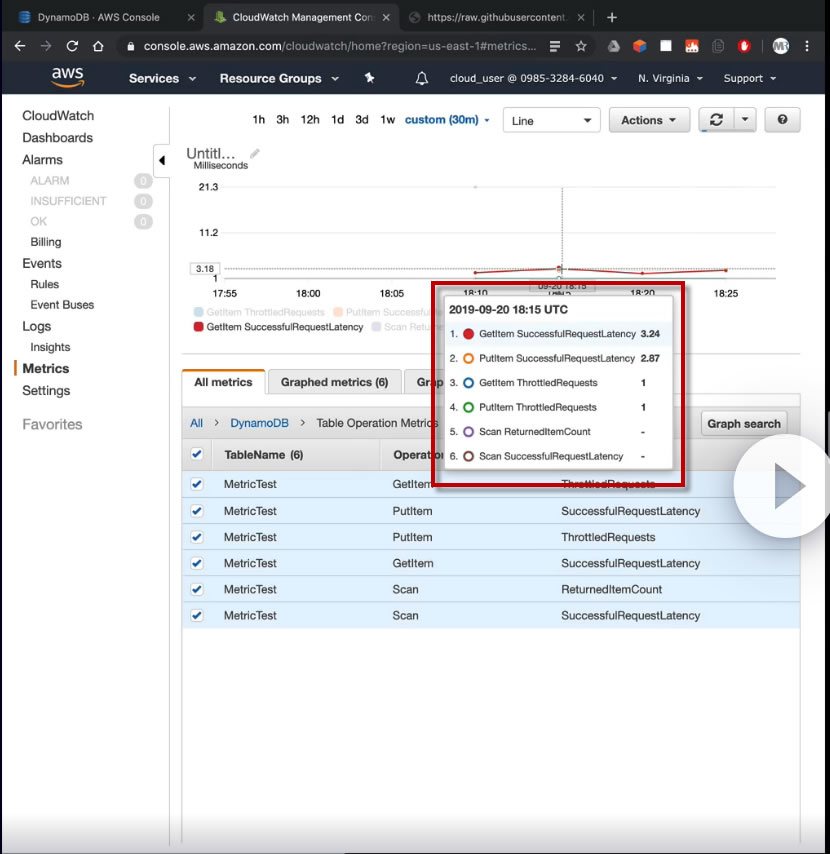 DynamoDB · AWS Console
CloudWatch Management Con
https://raw.githubusercontent.
console.aws.amazon.com/cloudwatch/home?region=us-east-1#metrics...
aws Services Resource Groups cloud_user @ 0985-3284-6040 N. Virginia Support
CloudWatch
Dashboards
Alarms
ALARM 0
INSUFFICIENT 0
OK 0
Billing
Events
Rules
Event Buses
Logs
Insights
Metrics
Settings
Favorites
1h 3h 12h 1d 3d 1w custom (30m) Line Actions
Untitl...
Milliseconds
21.3
11.2
3.18
1
17:55 18:00 18:05 18:10 18:20 18:25
09-20 18:15
GetItem ThrottledRequests PutItem Successful
GetItem SuccessfulRequestLatency Scan Return
2019-09-20 18:15 UTC
1. GetItem SuccessfulRequestLatency 3.24
2. PutItem SuccessfulRequestLatency 2.87
3. GetItem ThrottledRequests 1
4. PutItem ThrottledRequests 1
5. Scan ReturnedItemCount -
6. Scan SuccessfulRequestLatency -
All metrics Graphed metrics (6) Grap
All > DynamoDB > Table Operation Metrics Graph search
TableName (6) Operation
MetricTest GetItem ThrottledRequests
MetricTest PutItem SuccessfulRequestLatency
MetricTest PutItem ThrottledRequests
MetricTest GetItem SuccessfulRequestLatency
MetricTest Scan ReturnedItemCount
MetricTest Scan SuccessfulRequestLatency